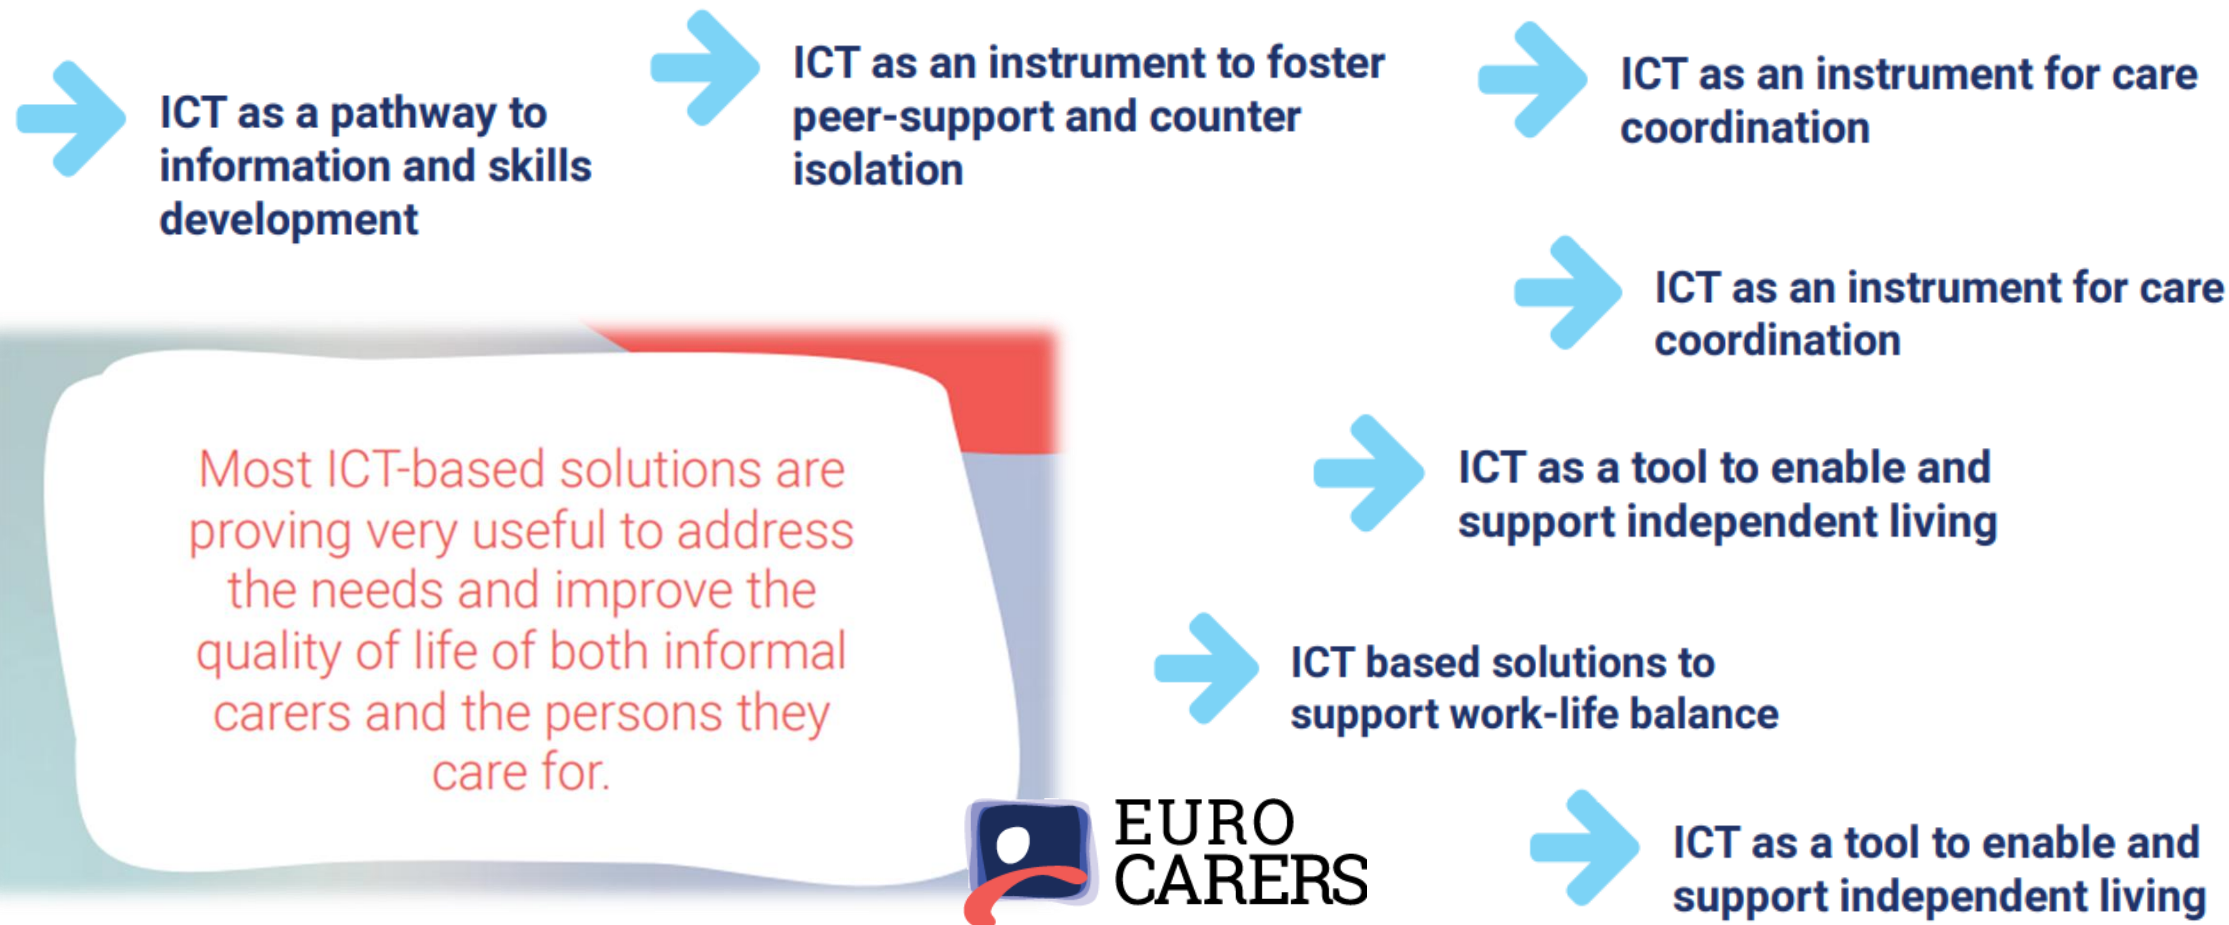 ICT as a pathway to
information and skills
development
ICT as an instrument to foster
peer-support and counter
isolation
ICT as an instrument for care
coordination
ICT as an instrument for care
coordination
ICT as a tool to enable and
support independent living
ICT based solutions to
support work-life balance
ICT as a tool to enable and
support independent living
Most ICT-based solutions are
proving very useful to address
the needs and improve the
quality of life of both informal
carers and the persons they
care for.
EURO
CARERS